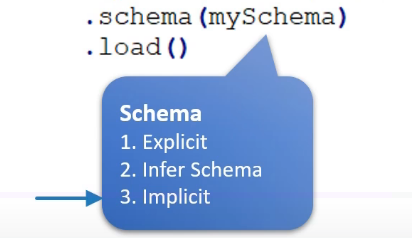 .schema(mySchema)
.load()
Schema
1. Explicit
2. Infer Schema
3. Implicit